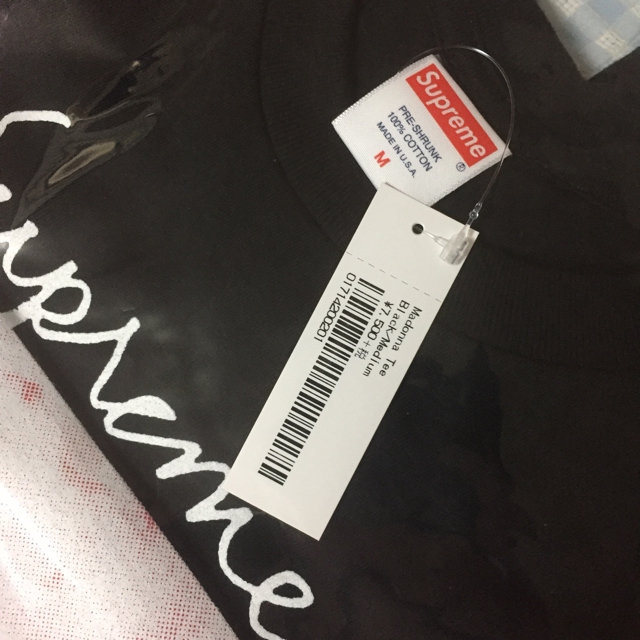 Supreme
PRE-SHRUNK
100% COTTON
MADE IN U.S.A.
M
®
Madonna Tee
Black/Medium
¥7,500+税
01714200201
Supreme